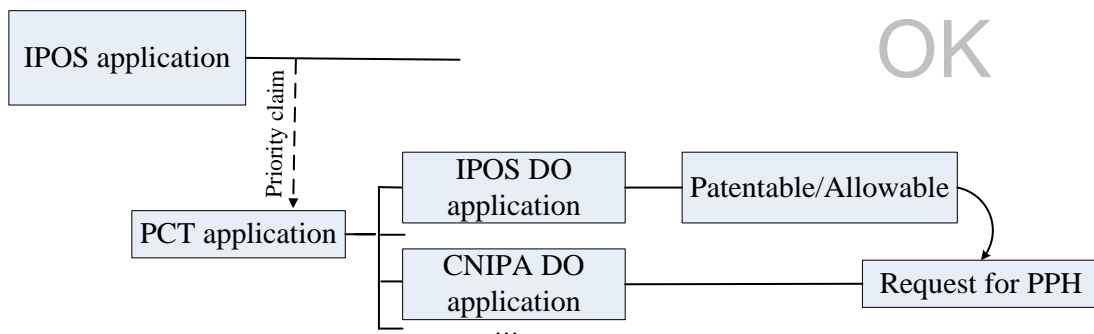 OK
IPOS application
Priority claim
IPOS DO
application
Patentable/Allowable
PCT application
CNIPA DO
application
Request for PPH
...